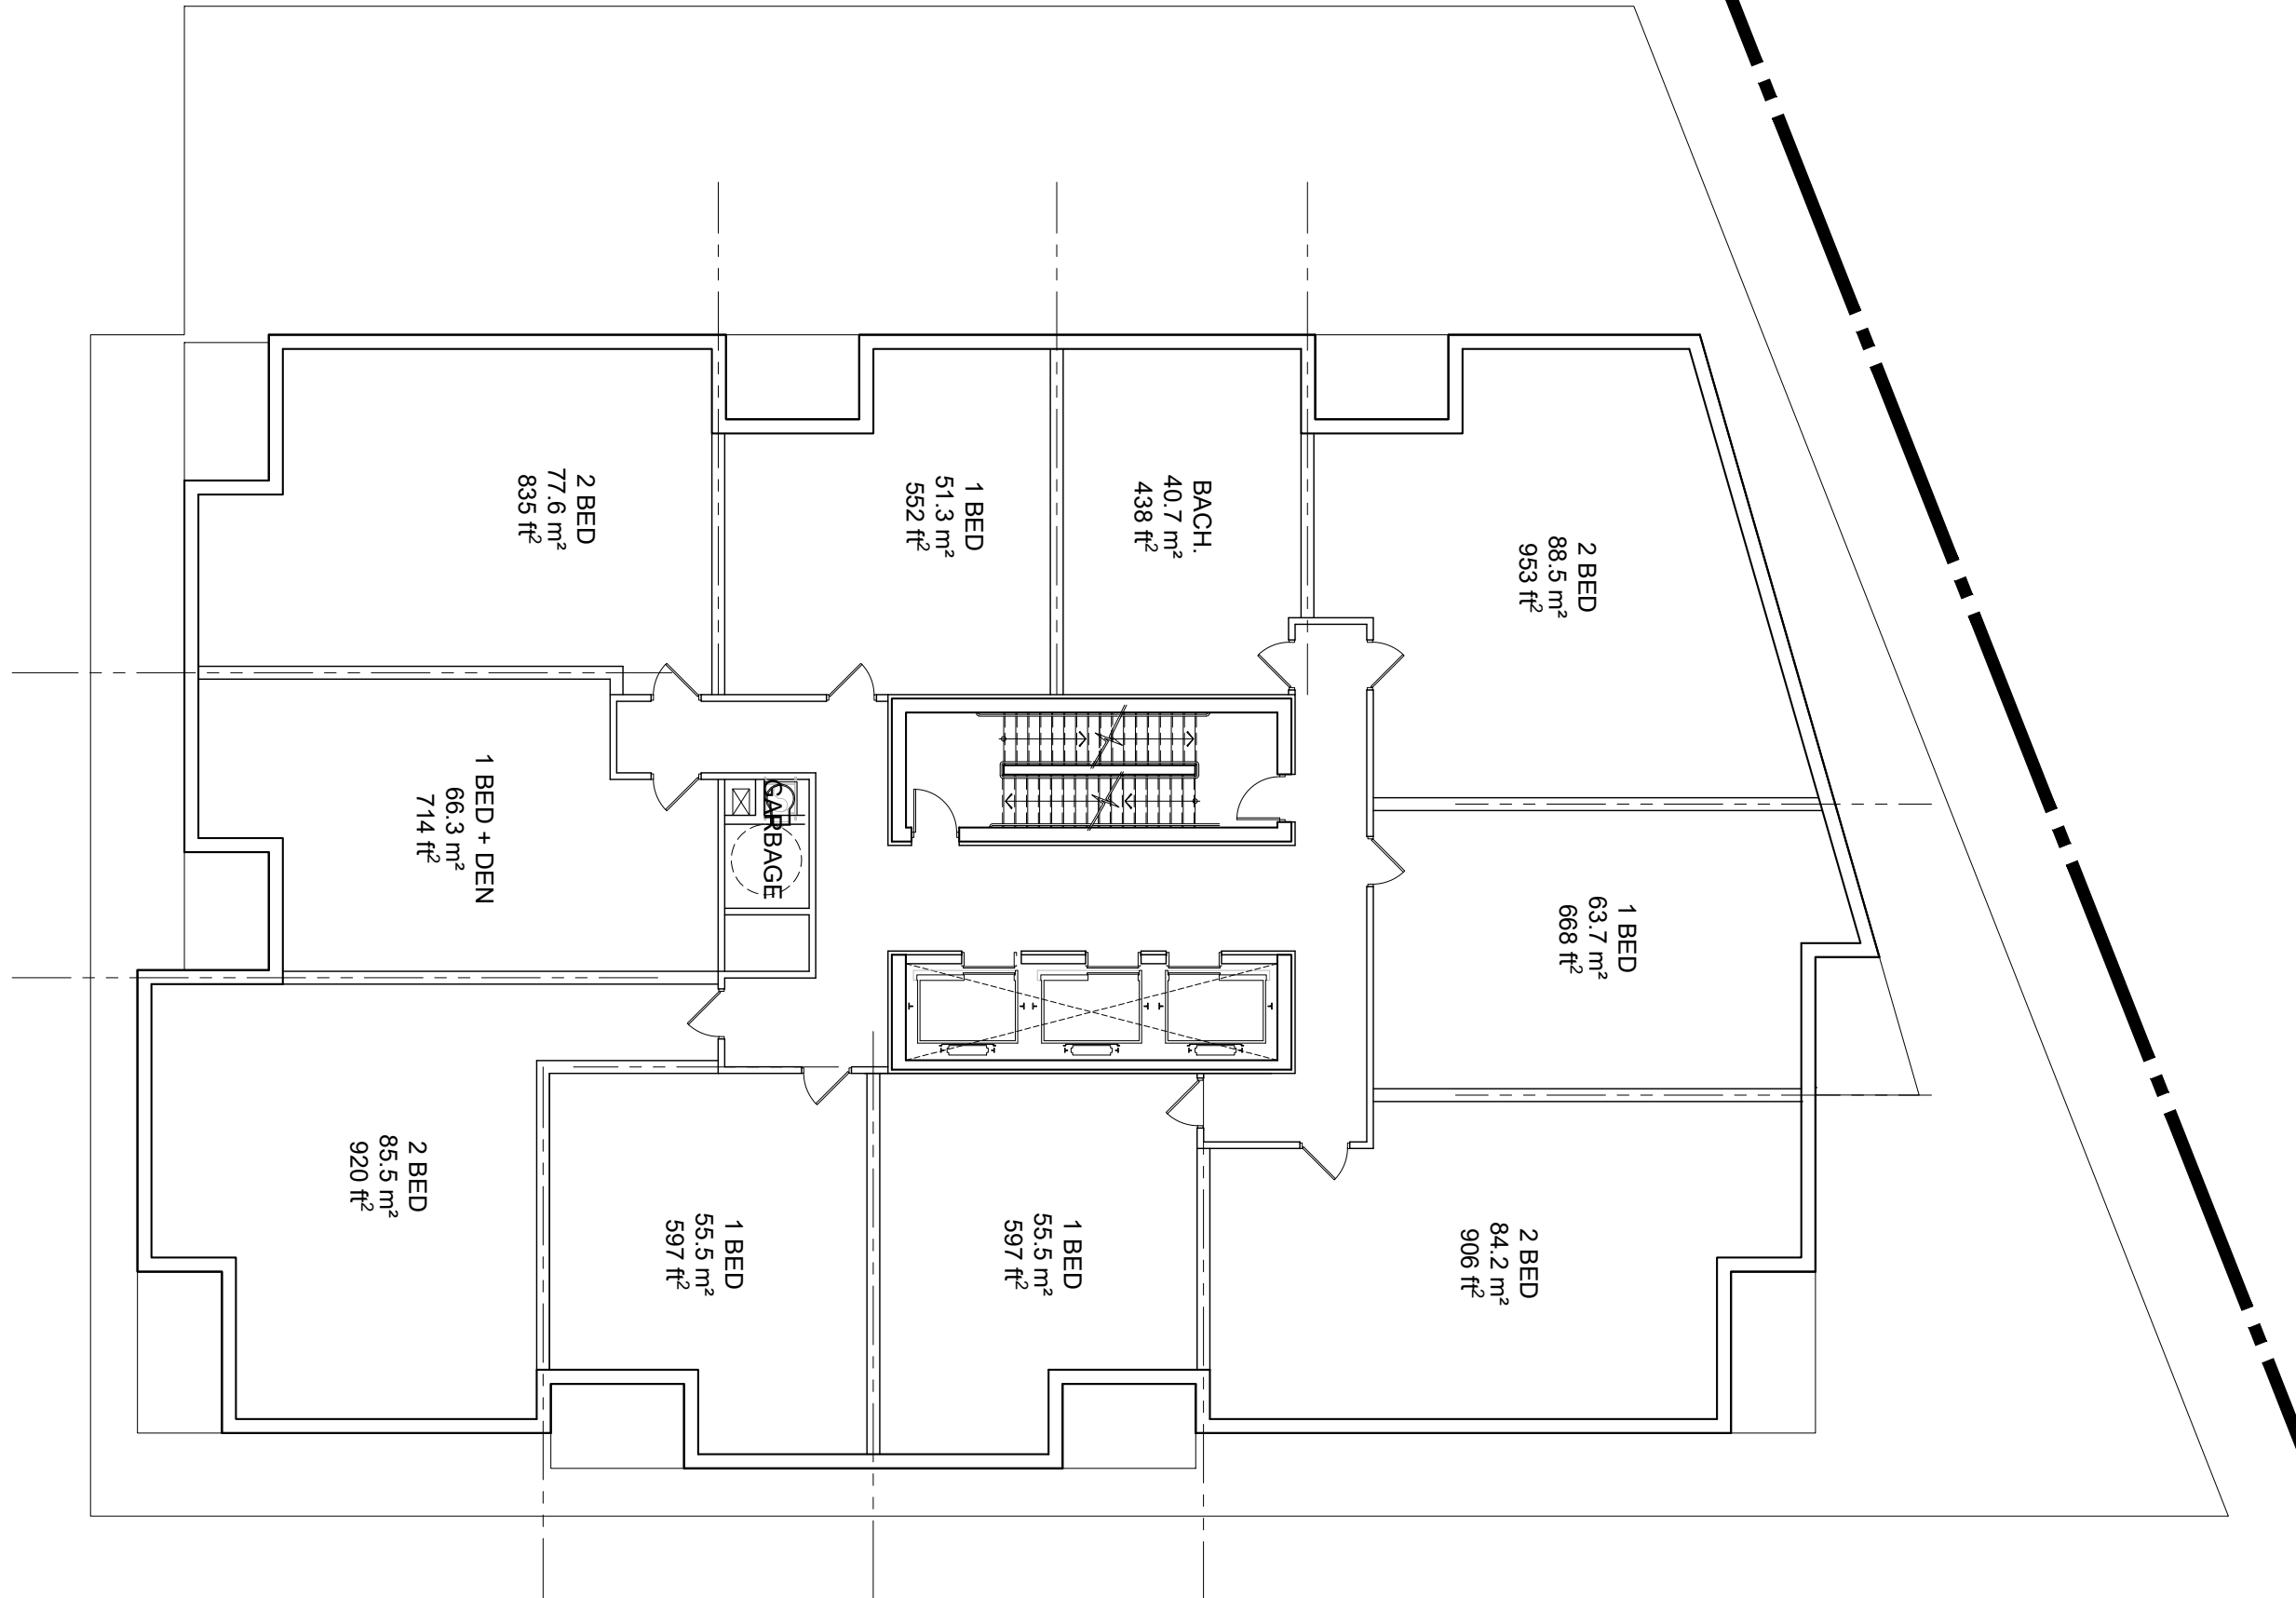 2 BED
77.6 m²
835 ft²
1 BED
51.3 m²
552 ft²
BACH.
40.7 m²
438 ft²
2 BED
88.5 m²
953 ft²
1 BED + DEN
66.3 m²
714 ft²
GARBAGE
1 BED
63.7 m²
668 ft²
2 BED
85.5 m²
920 ft²
1 BED
55.5 m²
597 ft²
1 BED
55.5 m²
597 ft²
2 BED
84.2 m²
906 ft²